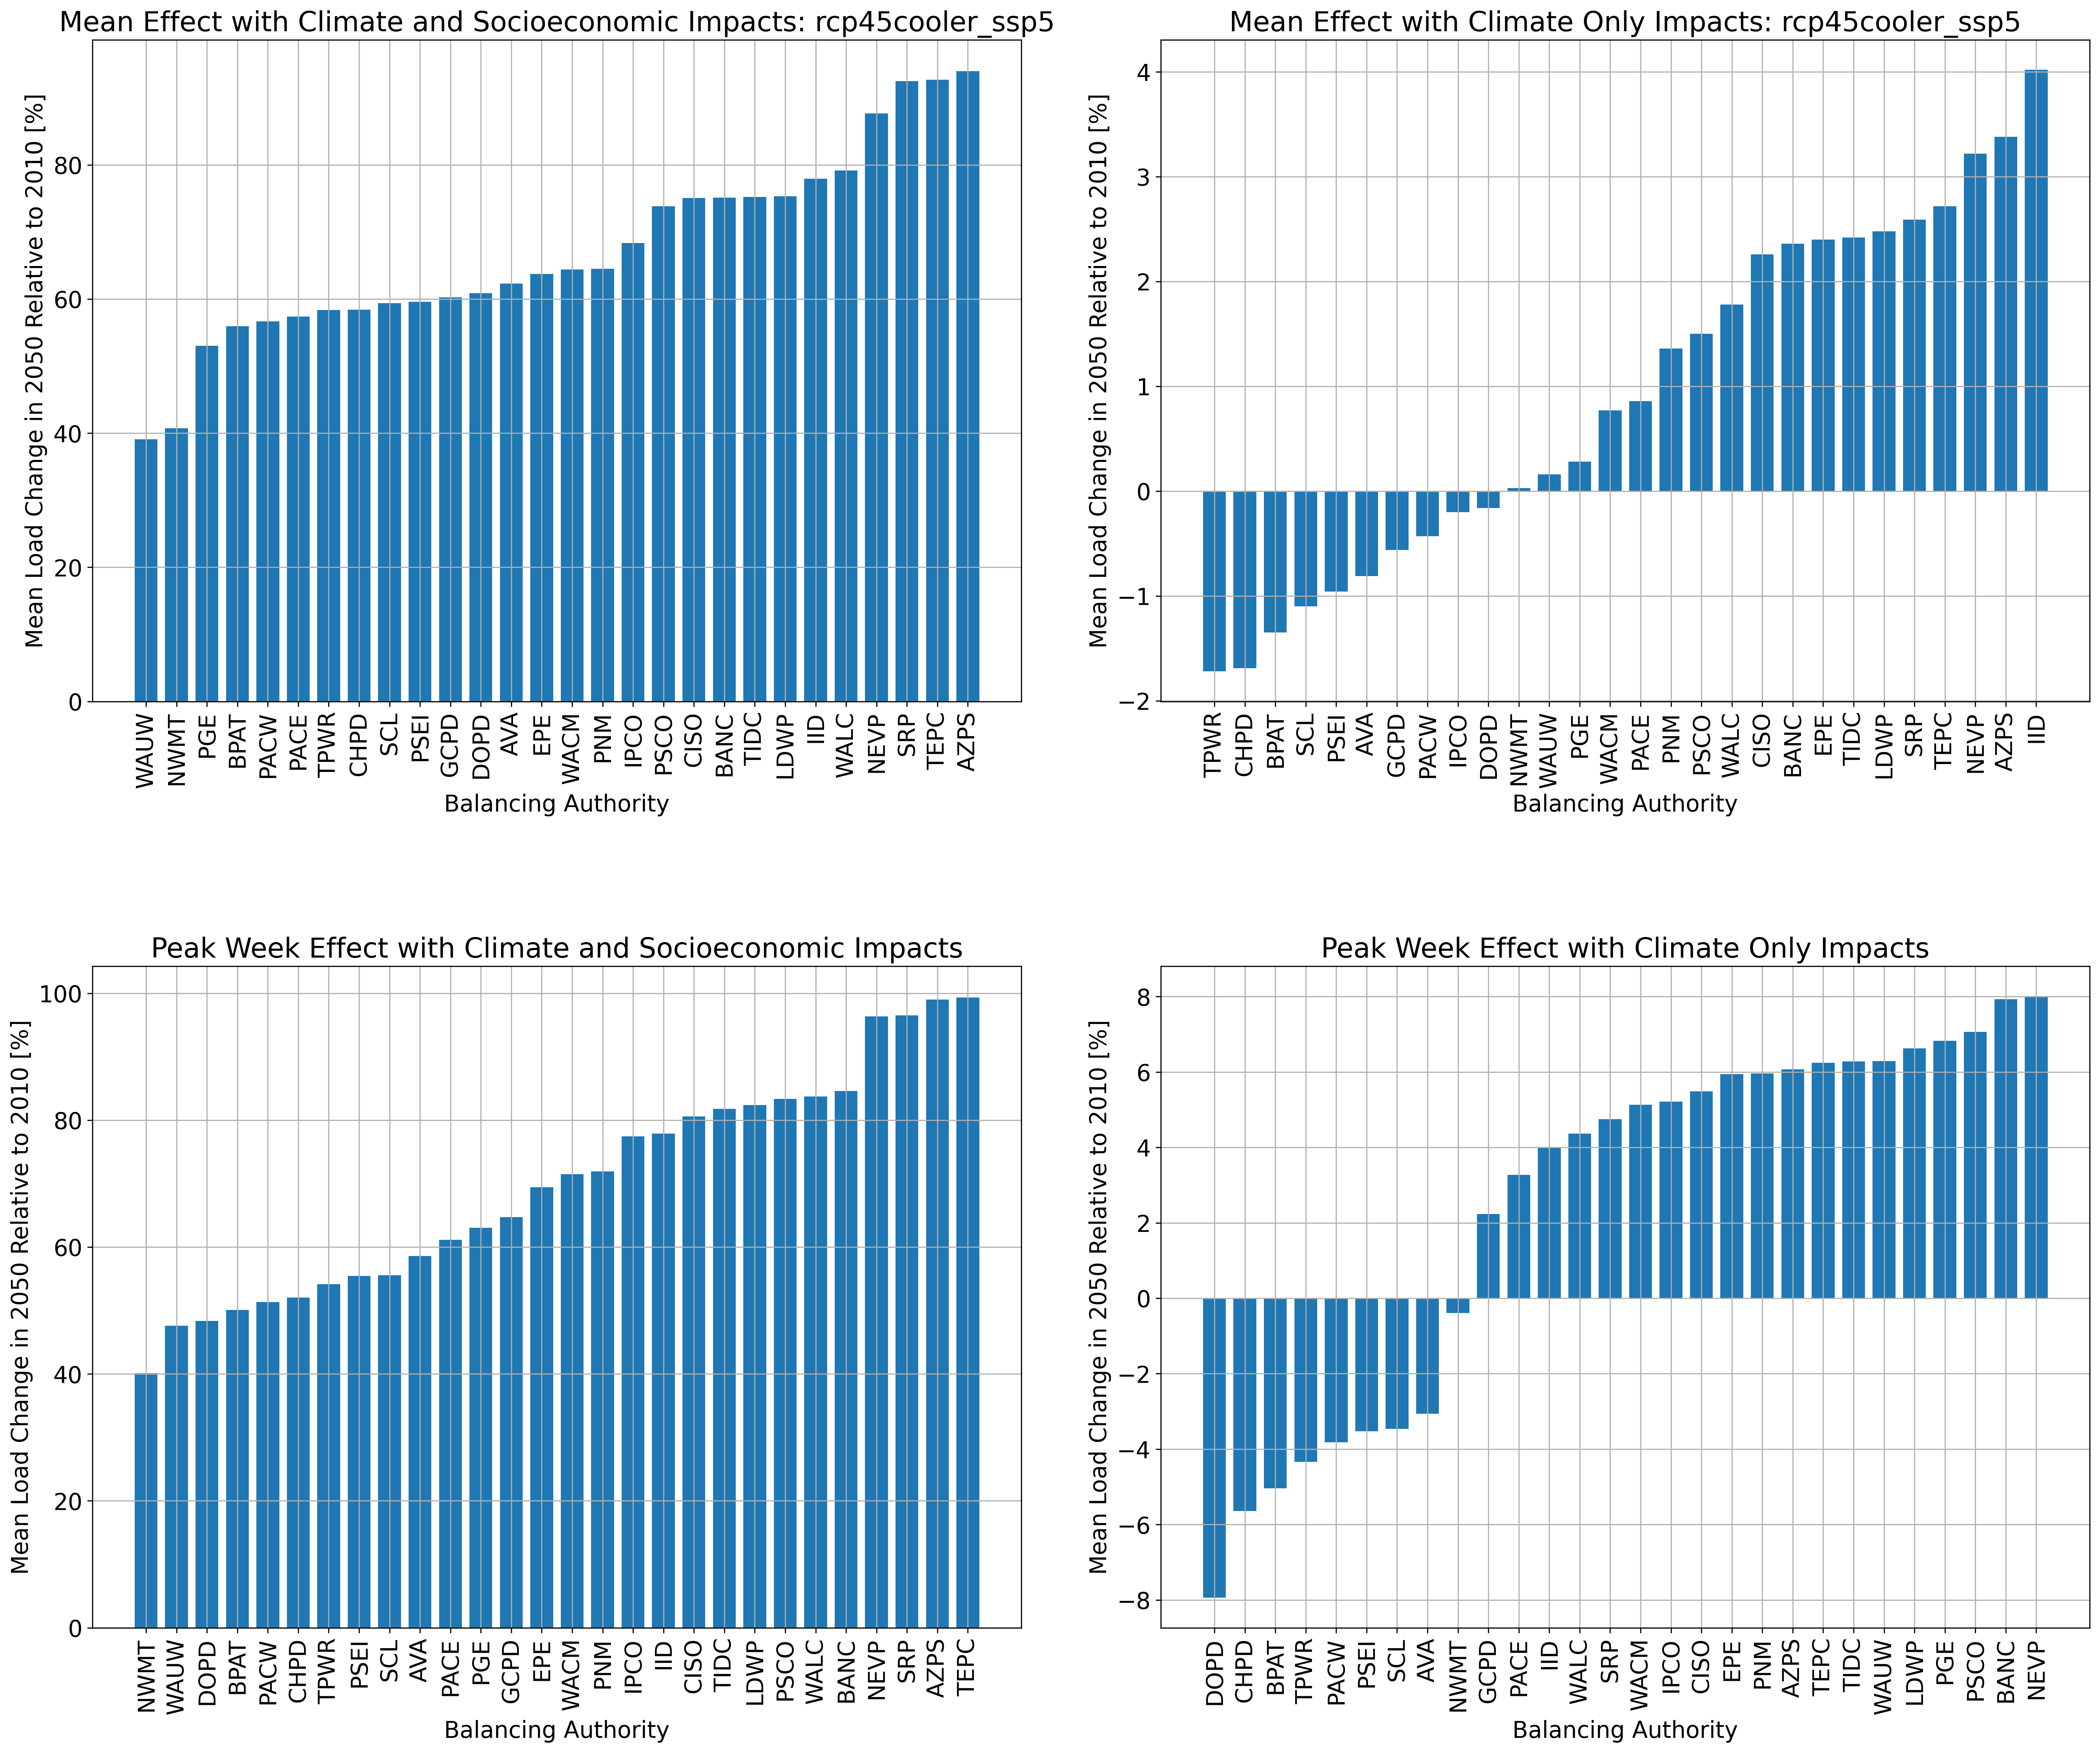 Mean Effect with Climate and Socioeconomic Impacts: rcp45cooler_ssp5
Mean Load Change in 2050 Relative to 2010 [%]
80
60
40
20
0
WAUW NWMT PGE BPAT PACW PACE TPWR CHPD SCL PSEI GCPD DOPD AVA EPE WACM PNM IPCO PSCO CISO BANC TIDC LDWP IID WALC NEVP SRP TEPC AZPS
Balancing Authority
Mean Effect with Climate Only Impacts: rcp45cooler_ssp5
Mean Load Change in 2050 Relative to 2010 [%]
4
3
2
1
0
−1
−2
TPWR CHPD BPAT SCL PSEI AVA GCPD PACW IPCO DOPD NWMT WAUW PGE WACM PACE PNM PSCO WALC CISO BANC EPE TIDC LDWP SRP TEPC NEVP AZPS IID
Balancing Authority
Peak Week Effect with Climate and Socioeconomic Impacts
Mean Load Change in 2050 Relative to 2010 [%]
100
80
60
40
20
0
NWMT WAUW DOPD BPAT PACW CHPD TPWR PSEI SCL AVA PACE PGE GCPD EPE WACM PNM IPCO IID CISO TIDC LDWP PSCO WALC BANC NEVP SRP AZPS TEPC
Balancing Authority
Peak Week Effect with Climate Only Impacts
Mean Load Change in 2050 Relative to 2010 [%]
8
6
4
2
0
−2
−4
−6
−8
DOPD CHPD BPAT TPWR PACW PSEI SCL AVA NWMT GCPD PACE IID WALC SRP WACM IPCO CISO EPE PNM AZPS TEPC TIDC WAUW LDWP PGE PSCO BANC NEVP
Balancing Authority